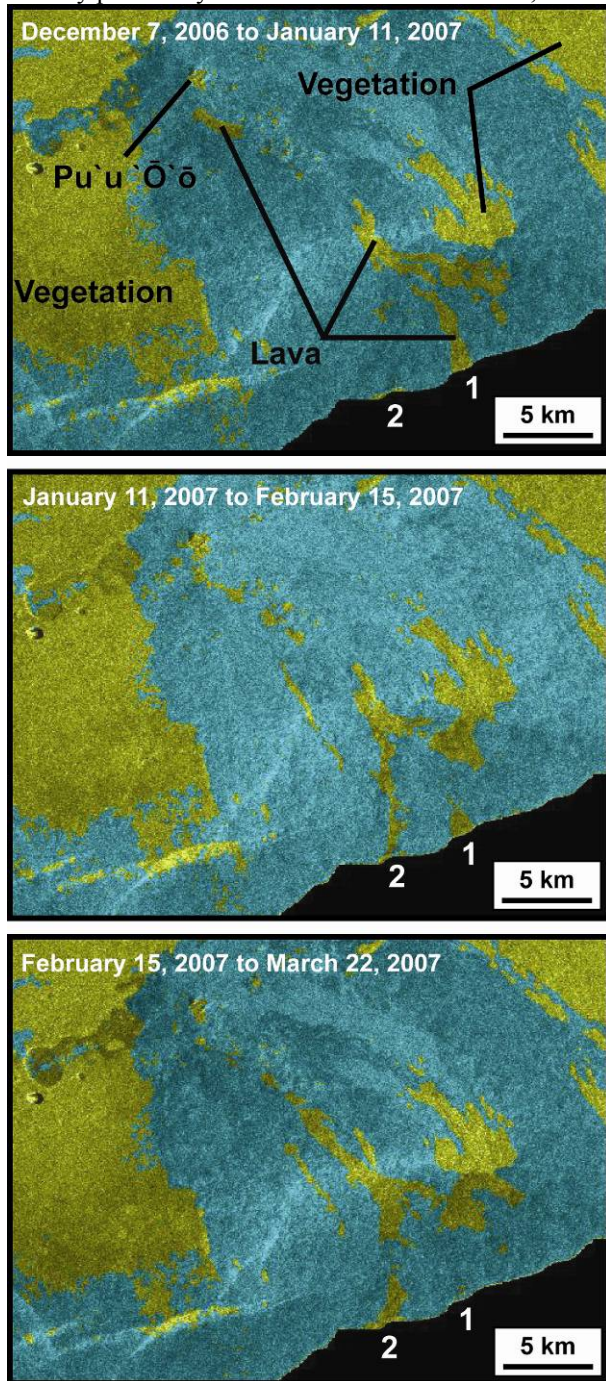 December 7, 2006 to January 11, 2007
Vegetation
Pu`u `Ō`ō
Vegetation
Lava
1
2
5 km
January 11, 2007 to February 15, 2007
1
2
5 km
February 15, 2007 to March 22, 2007
1
2
5 km